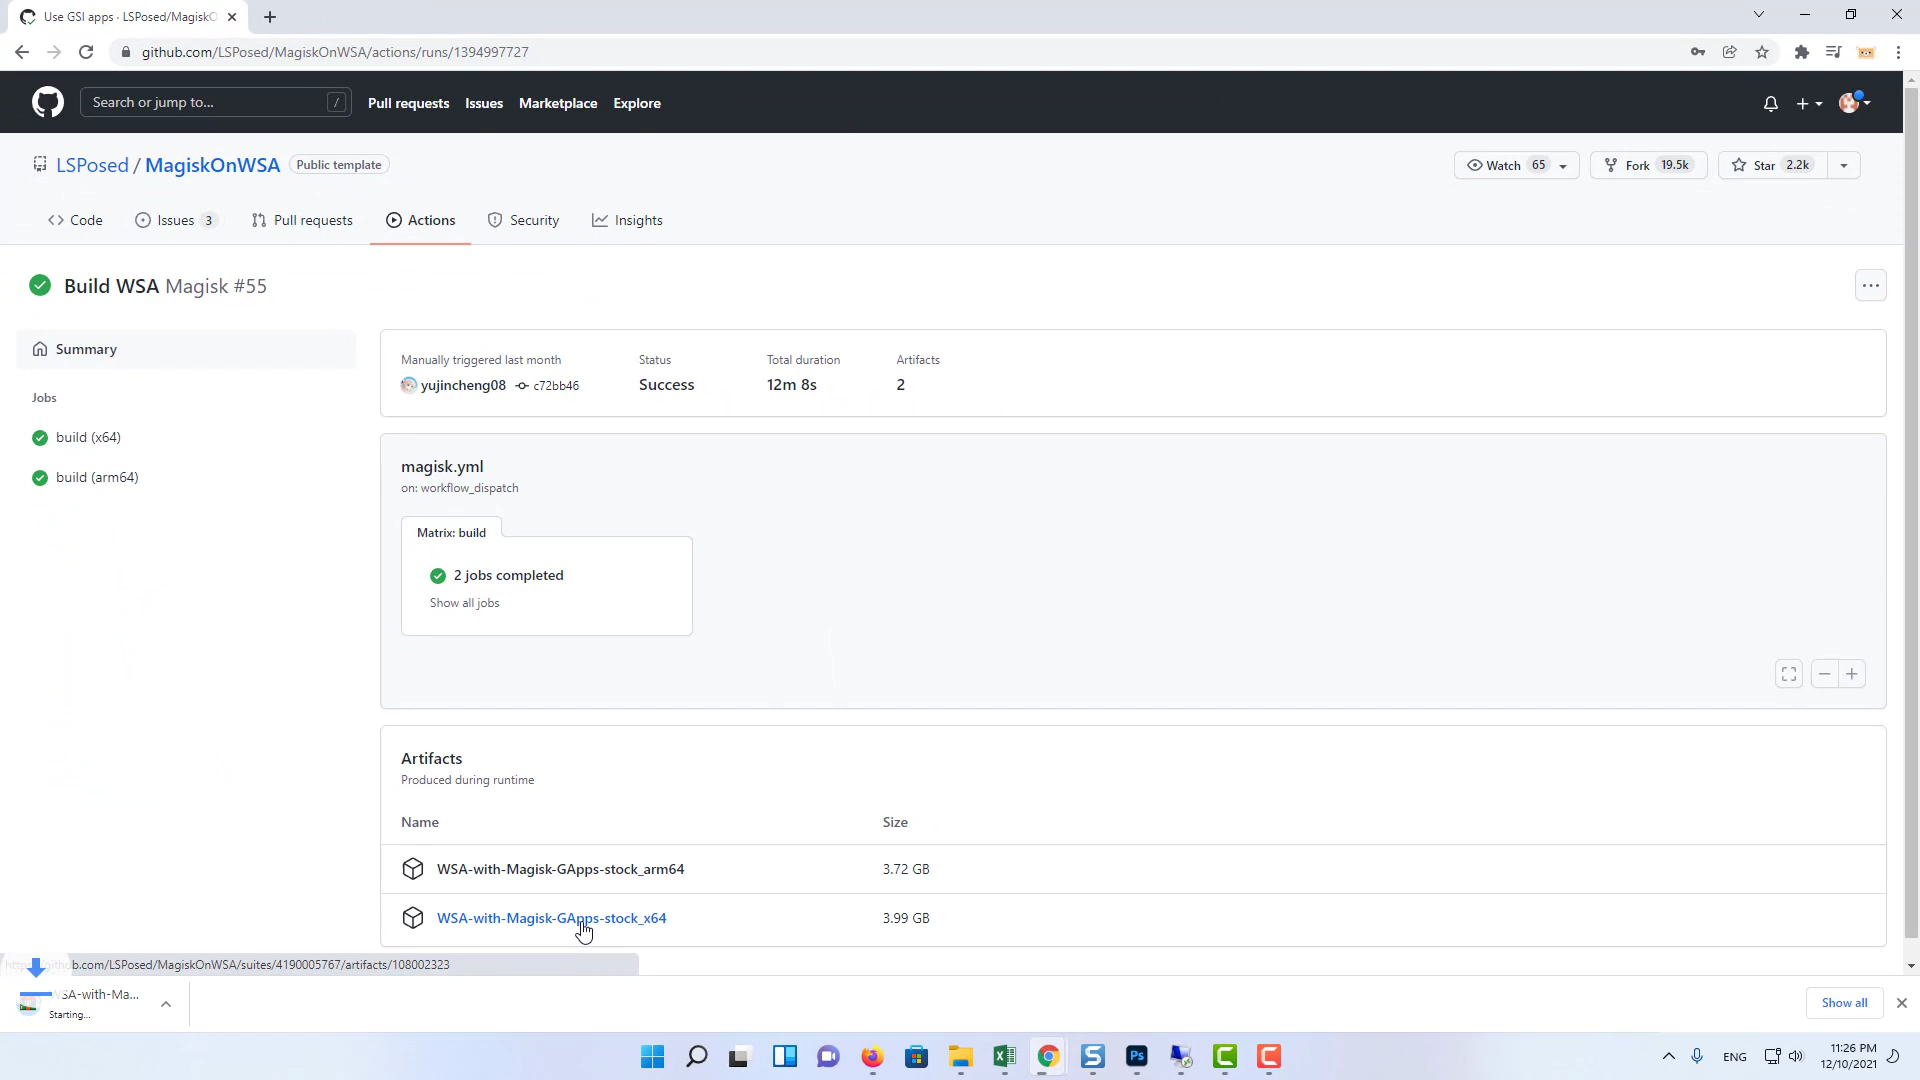 Use GSI apps · LSPosed/MagiskO
github.com/LSPosed/MagiskOnWSA/actions/runs/1394997727
Search or jump to... /
Pull requests Issues Marketplace Explore
LSPosed / MagiskOnWSA Public template
Watch 65 Fork 19.5k Star 2.2k
Code Issues 3 Pull requests Actions Security Insights
Build WSA Magisk #55
Summary
Jobs
build (x64)
build (arm64)
Manually triggered last month Status Total duration Artifacts
yujincheng08 c72bb46 Success 12m 8s 2
magisk.yml
on: workflow_dispatch
Matrix: build
2 jobs completed
Show all jobs
Artifacts
Produced during runtime
Name Size
WSA-with-Magisk-GApps-stock_arm64 3.72 GB
WSA-with-Magisk-GApps-stock_x64 3.99 GB
b.com/LSPosed/MagiskOnWSA/suites/4190005767/artifacts/108002323
SA-with-Ma...
Starting...
Show all
ENG
11:26 PM
12/10/2021